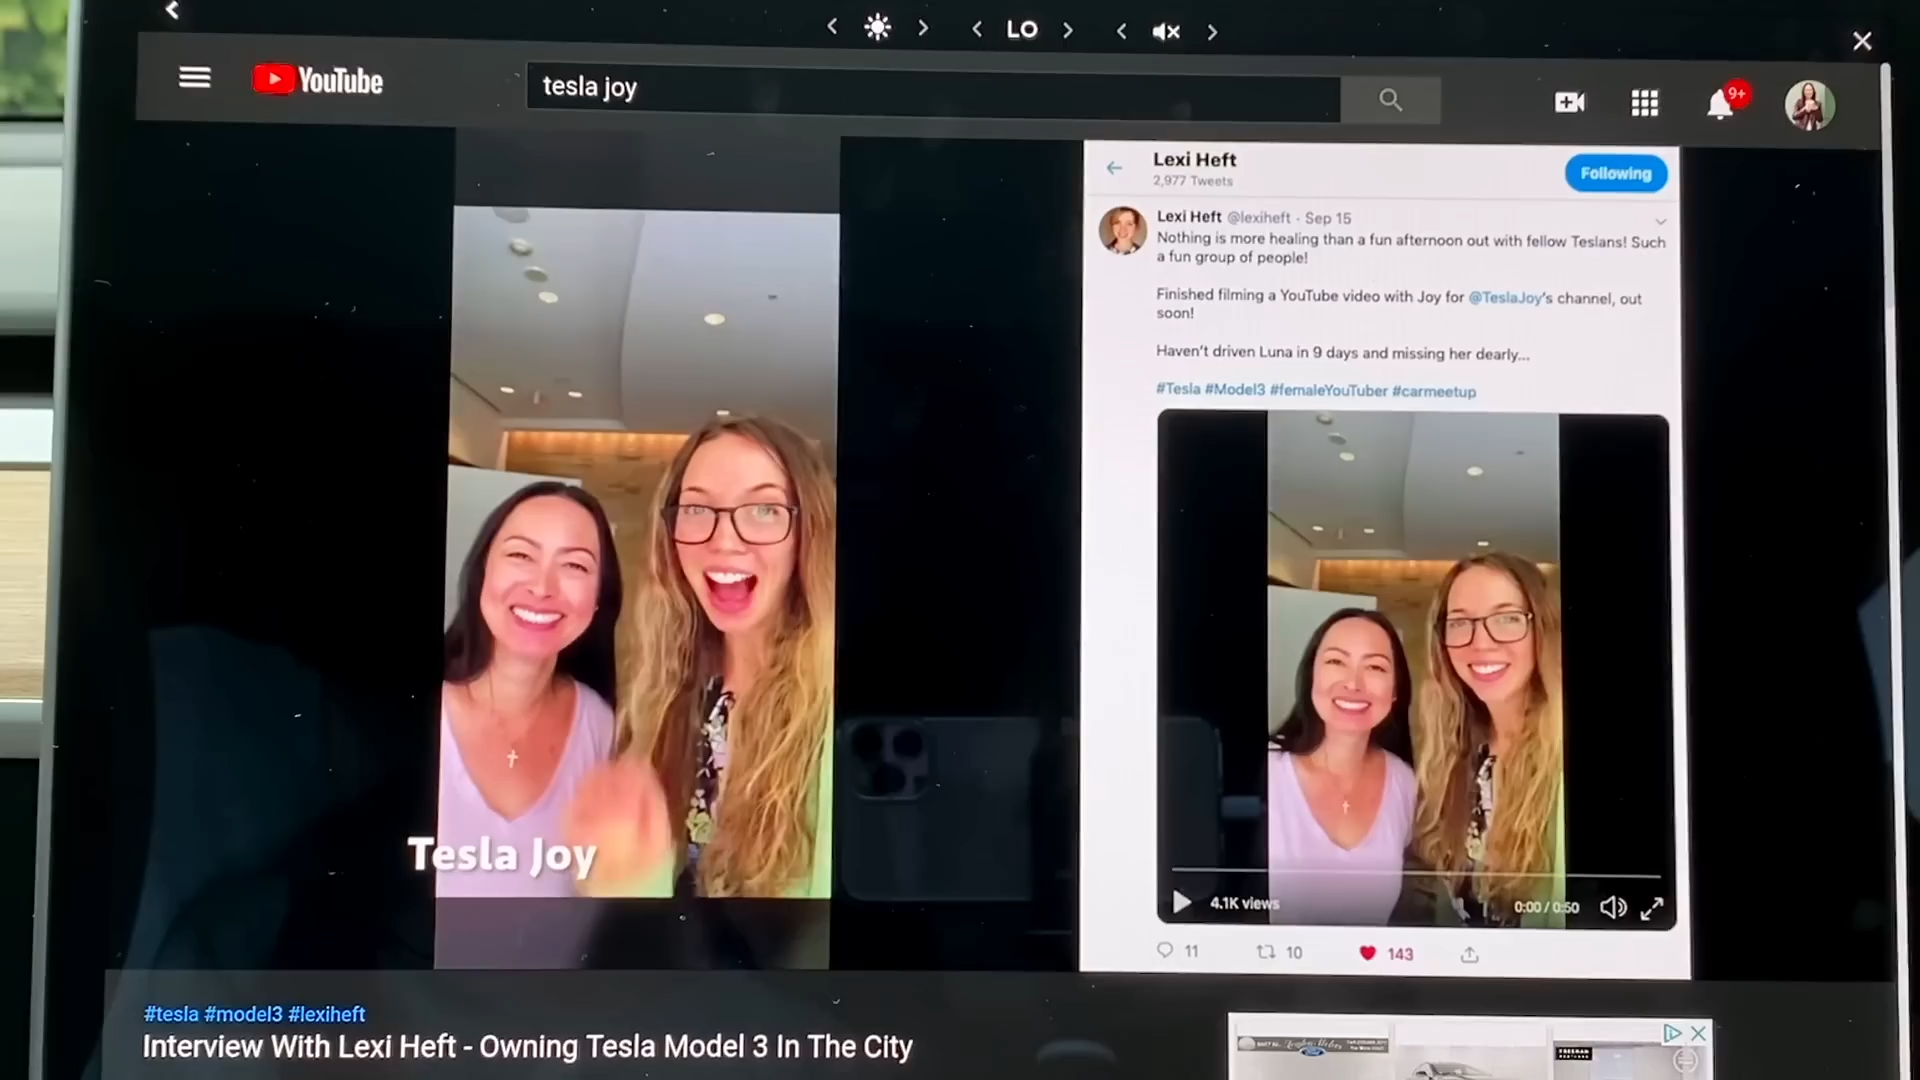 LO
YouTube
tesla joy
9+
Lexi Heft
2,977 Tweets
Following
Lexi Heft @lexiheft · Sep 15
Nothing is more healing than a fun afternoon out with fellow Teslans! Such
a fun group of people!
Finished filming a YouTube video with Joy for @TeslaJoy's channel, out
soon!
Haven't driven Luna in 9 days and missing her dearly...
#Tesla #Model3 #femaleYouTuber #carmeetup
Tesla Joy
4.1K views
0:00 / 0:50
11
10
143
#tesla #model3 #lexiheft
Interview With Lexi Heft - Owning Tesla Model 3 In The City
Ford